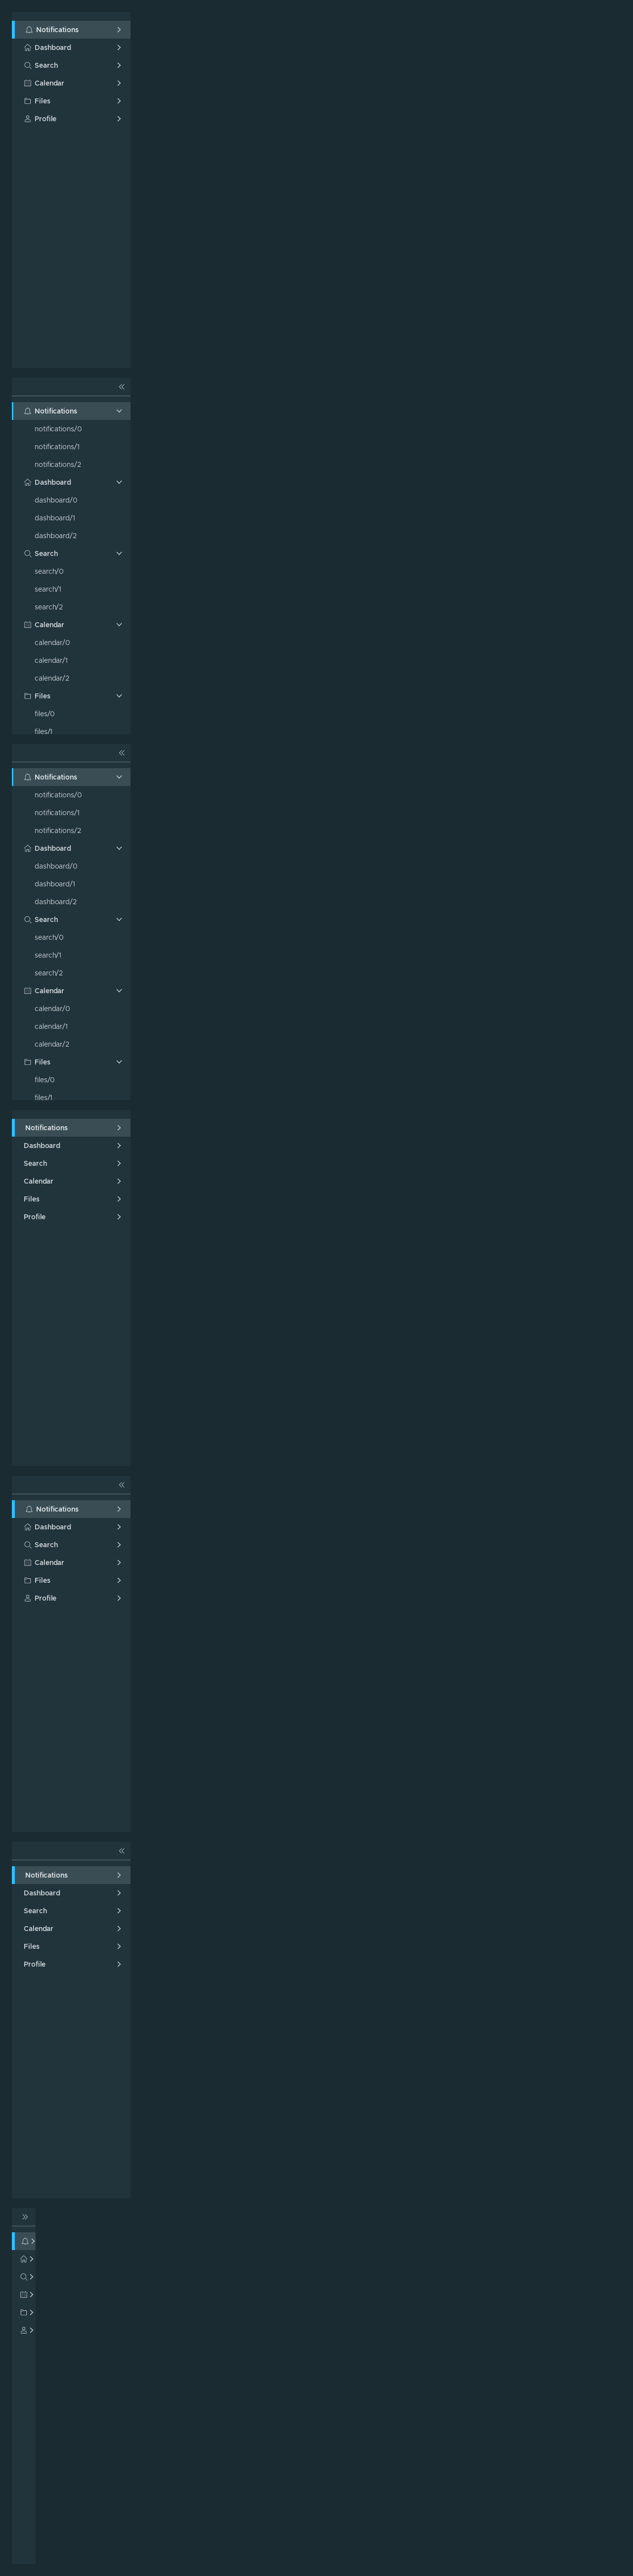 Notifications
Dashboard
Search
Calendar
Files
Profile
Notifications
notifications/0
notifications/1
notifications/2
Dashboard
dashboard/0
dashboard/1
dashboard/2
Search
search/0
search/1
search/2
Calendar
calendar/0
calendar/1
calendar/2
Files
files/0
files/1
Notifications
notifications/0
notifications/1
notifications/2
Dashboard
dashboard/0
dashboard/1
dashboard/2
Search
search/0
search/1
search/2
Calendar
calendar/0
calendar/1
calendar/2
Files
files/0
files/1
Notifications
Dashboard
Search
Calendar
Files
Profile
Notifications
Dashboard
Search
Calendar
Files
Profile
Notifications
Dashboard
Search
Calendar
Files
Profile